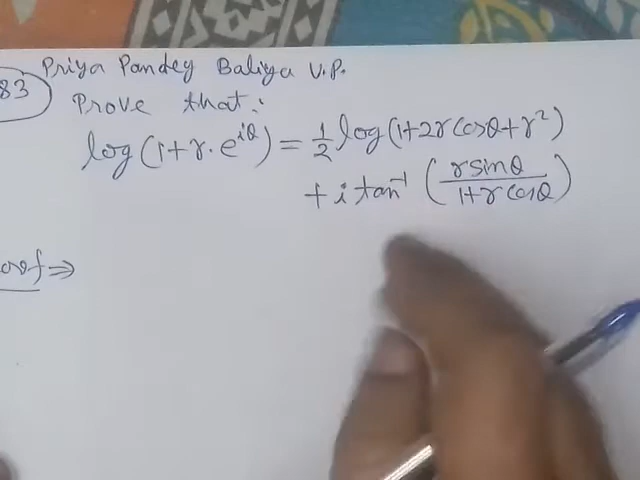 83
Priya Pandey Baliya U.P.
Prove that:
log(1+r.e^{iθ}) = 1/2 log(1+2r cosθ+r²)
+ i tan⁻¹ (r sinθ / 1+r cosθ)
oof ⇒